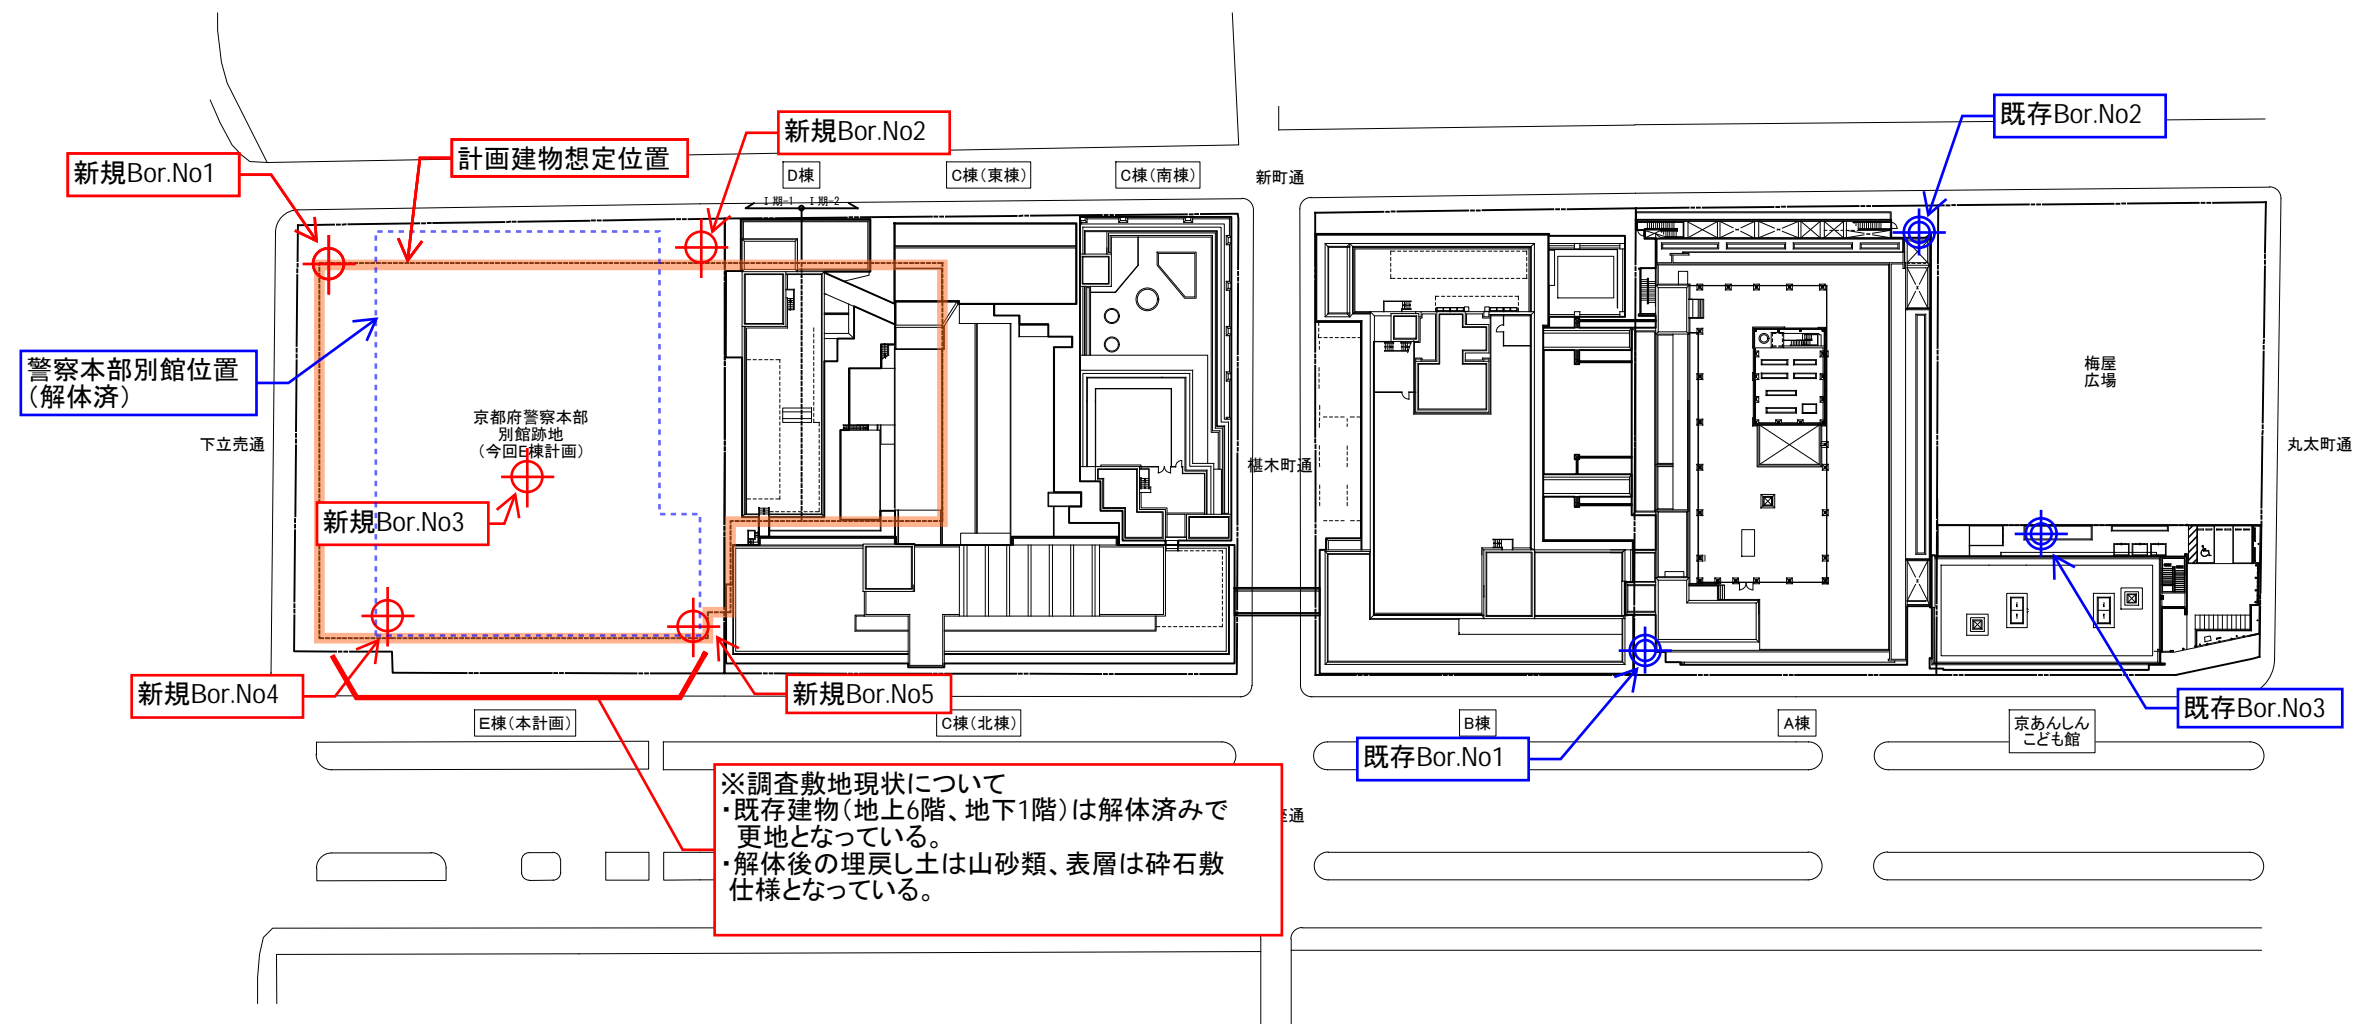 新規Bor.No2
既存Bor.No2
計画建物想定位置
新規Bor.No1
D棟
C棟(東棟)
C棟(南棟)
新町通
Ⅰ期-1
Ⅰ期-2
警察本部別館位置
(解体済)
京都府警察本部
別館跡地
(今回E棟計画)
下立売通
椹木町通
梅屋
広場
丸太町通
新規Bor.No3
新規Bor.No4
新規Bor.No5
既存Bor.No3
E棟(本計画)
C棟(北棟)
B棟
A棟
京あんしん
こども館
既存Bor.No1
※調査敷地現状について
・既存建物(地上6階、地下1階)は解体済みで
更地となっている。
・解体後の埋戻し土は山砂類、表層は砕石敷
仕様となっている。
通